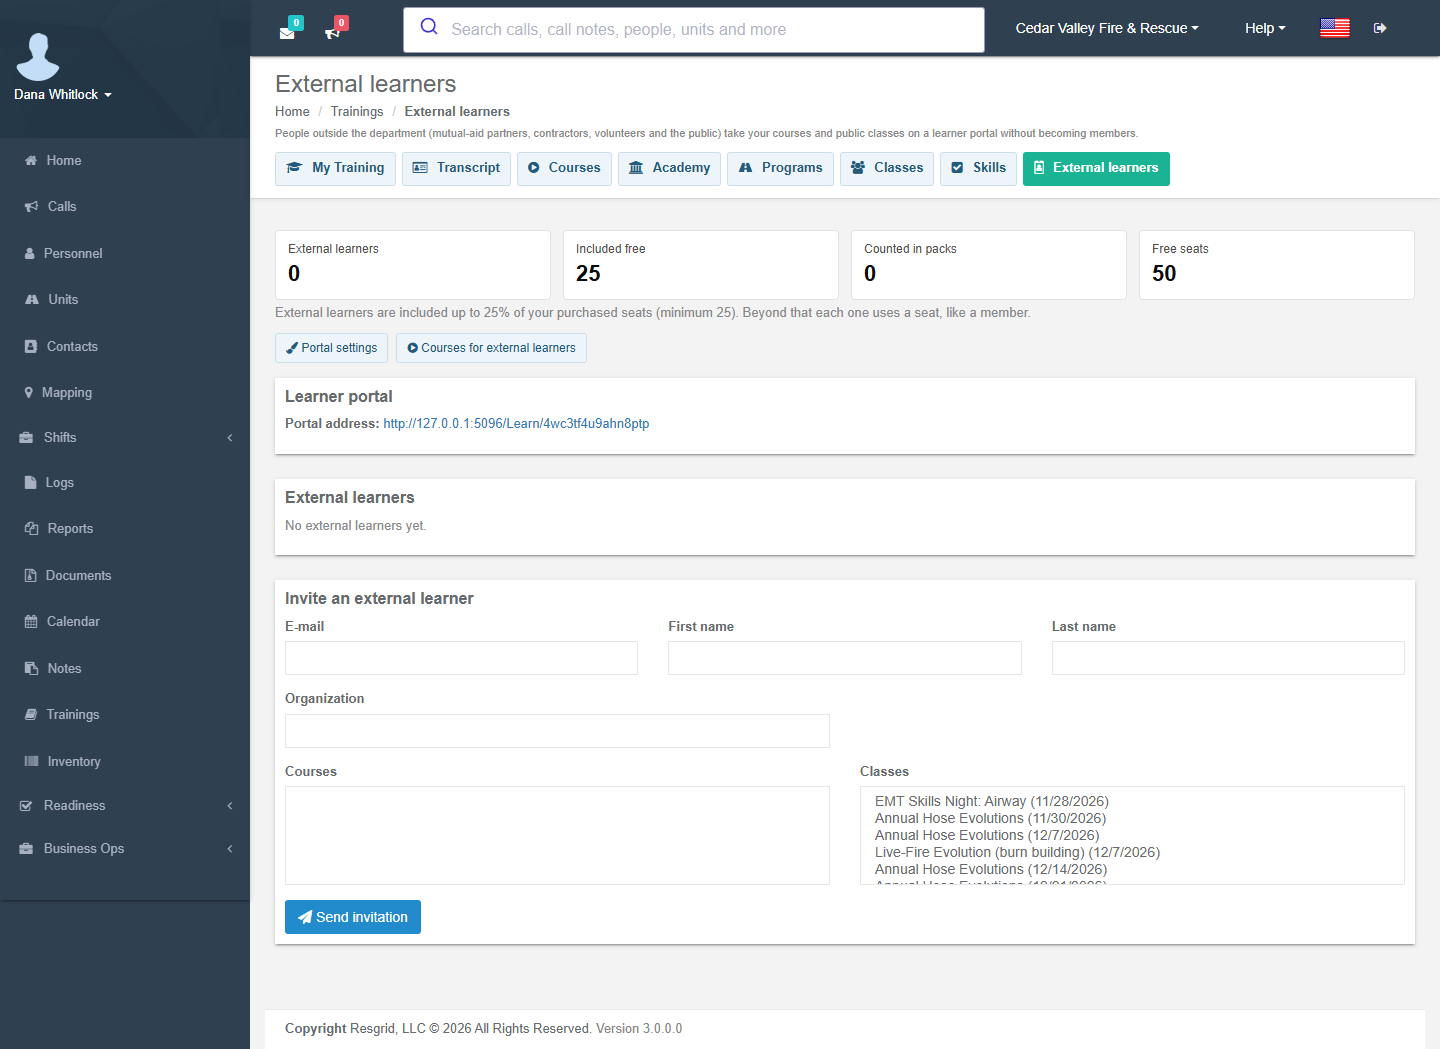 0
0
Search calls, call notes, people, units and more
Cedar Valley Fire & Rescue
Help
Dana Whitlock
Home
Calls
Personnel
Units
Contacts
Mapping
Shifts
Logs
Reports
Documents
Calendar
Notes
Trainings
Inventory
Readiness
Business Ops
External learners
Home / Trainings / External learners
People outside the department (mutual-aid partners, contractors, volunteers and the public) take your courses and public classes on a learner portal without becoming members.
My Training
Transcript
Courses
Academy
Programs
Classes
Skills
External learners
External learners
0
Included free
25
Counted in packs
0
Free seats
50
External learners are included up to 25% of your purchased seats (minimum 25). Beyond that each one uses a seat, like a member.
Portal settings
Courses for external learners
Learner portal
Portal address: http://127.0.0.1:5096/Learn/4wc3tf4u9ahn8ptp
External learners
No external learners yet.
Invite an external learner
E-mail
First name
Last name
Organization
Courses
Classes
EMT Skills Night: Airway (11/28/2026)
Annual Hose Evolutions (11/30/2026)
Annual Hose Evolutions (12/7/2026)
Live-Fire Evolution (burn building) (12/7/2026)
Annual Hose Evolutions (12/14/2026)
Annual Hose Evolutions (12/21/2026)
Send invitation
Copyright Resgrid, LLC © 2026 All Rights Reserved. Version 3.0.0.0